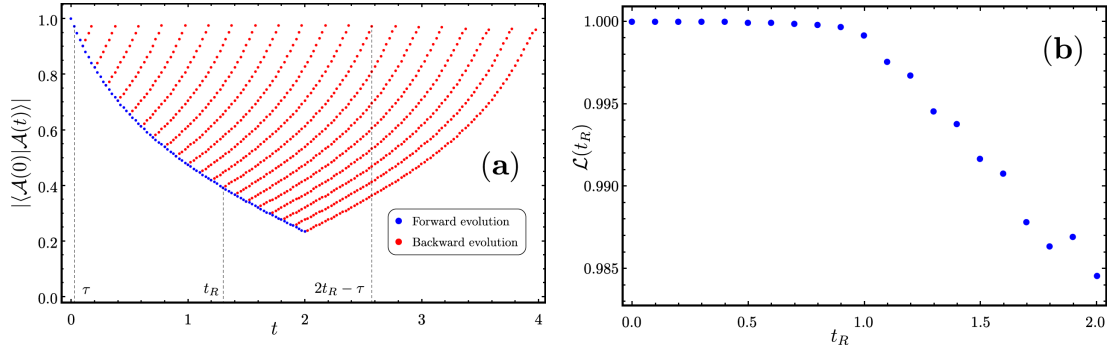 1.0
0.8
0.6
0.4
0.2
0.0
|⟨𝒜(0)|𝒜(t)⟩|
(a)
Forward evolution
Backward evolution
τ
t_R
2t_R − τ
0
1
2
3
4
t
1.000
0.995
0.990
0.985
ℒ(t_R)
(b)
0.0
0.5
1.0
1.5
2.0
t_R